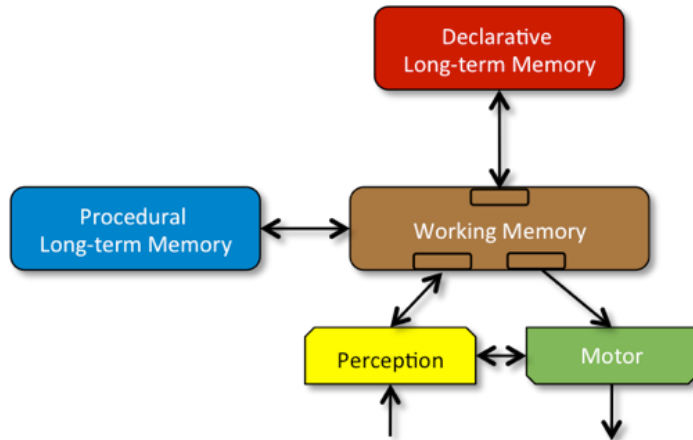 Declarative
Long-term Memory
Procedural
Long-term Memory
Working Memory
Perception
Motor